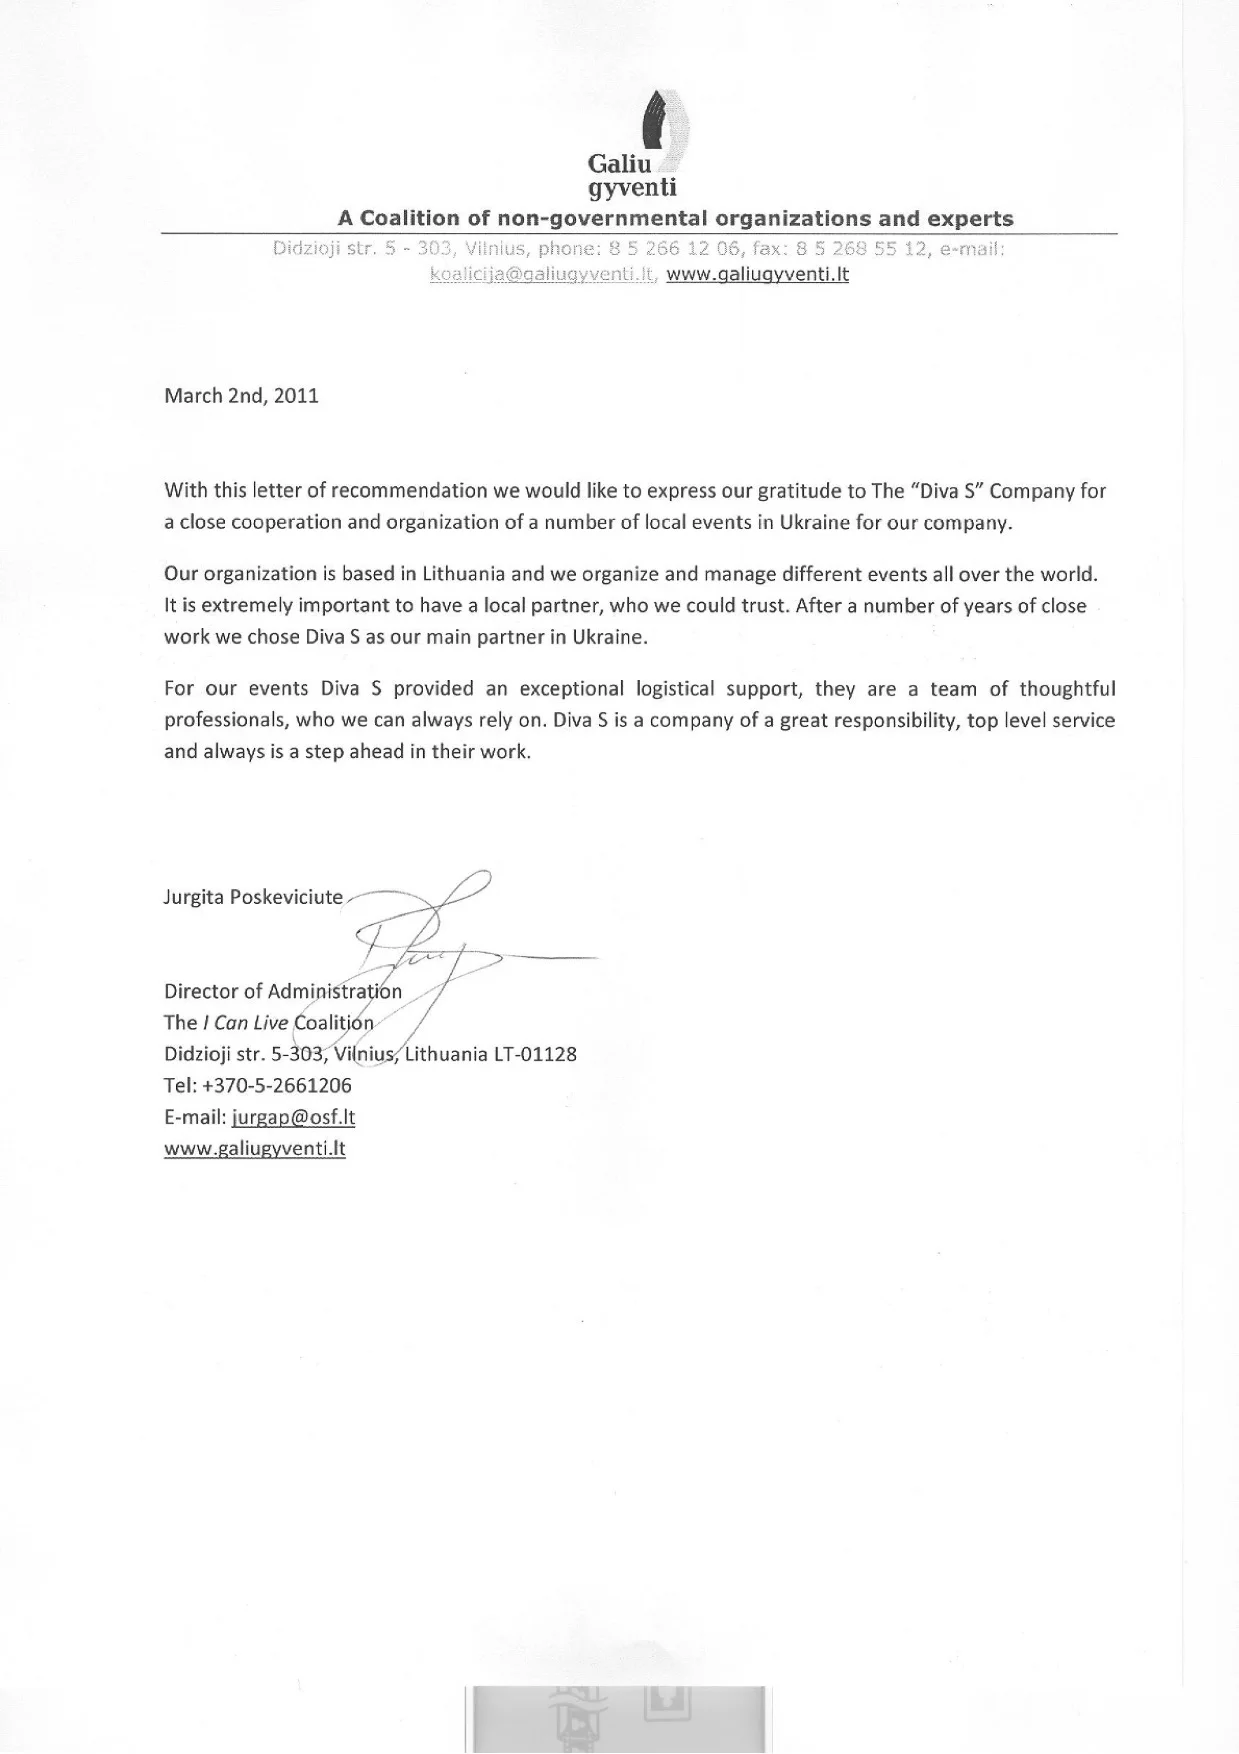 Galiu
gyventi
A Coalition of non-governmental organizations and experts
Didzioji str. 5 - 303, Vilnius, phone: 8 5 266 12 06, fax: 8 5 268 55 12, e-mail:
koalicija@galiugyventi.lt, www.galiugyventi.lt
March 2nd, 2011
With this letter of recommendation we would like to express our gratitude to The "Diva S" Company for
a close cooperation and organization of a number of local events in Ukraine for our company.
Our organization is based in Lithuania and we organize and manage different events all over the world.
It is extremely important to have a local partner, who we could trust. After a number of years of close
work we chose Diva S as our main partner in Ukraine.
For our events Diva S provided an exceptional logistical support, they are a team of thoughtful
professionals, who we can always rely on. Diva S is a company of a great responsibility, top level service
and always is a step ahead in their work.
Jurgita Poskeviciute
Director of Administration
The I Can Live Coalition
Didzioji str. 5-303, Vilnius, Lithuania LT-01128
Tel: +370-5-2661206
E-mail: jurgap@osf.lt
www.galiugyventi.lt